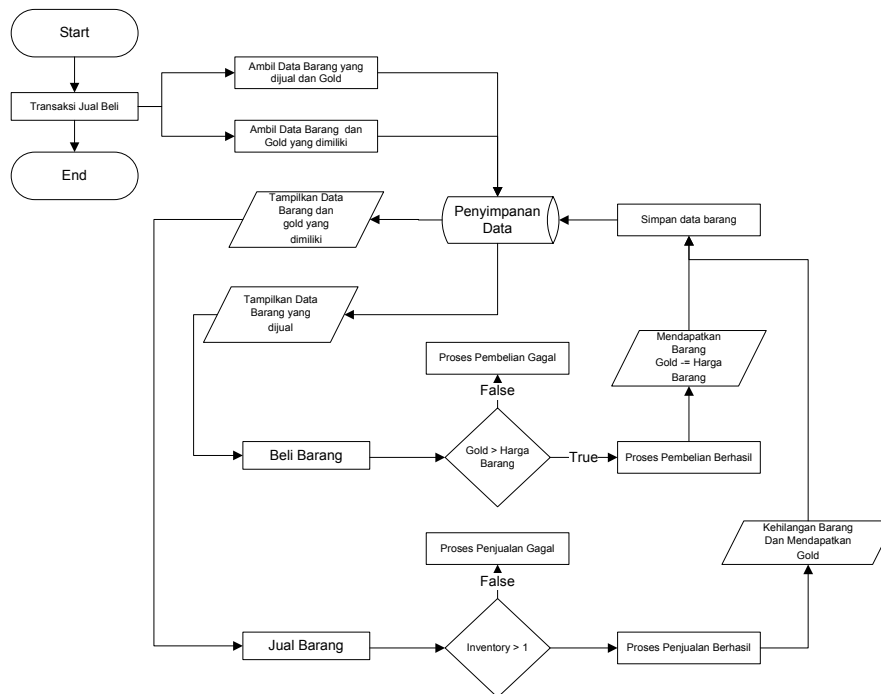 Start
Ambil Data Barang yang
dijual dan Gold
Transaksi Jual Beli
Ambil Data Barang dan
Gold yang dimiliki
End
Tampilkan Data
Barang dan
gold yang
dimiliki
Penyimpanan
Data
Simpan data barang
Tampilkan Data
Barang yang
dijual
Mendapatkan
Barang
Gold -= Harga
Barang
Proses Pembelian Gagal
False
Beli Barang
Gold > Harga
Barang
True
Proses Pembelian Berhasil
Kehilangan Barang
Dan Mendapatkan
Gold
Proses Penjualan Gagal
False
Jual Barang
Inventory > 1
Proses Penjualan Berhasil